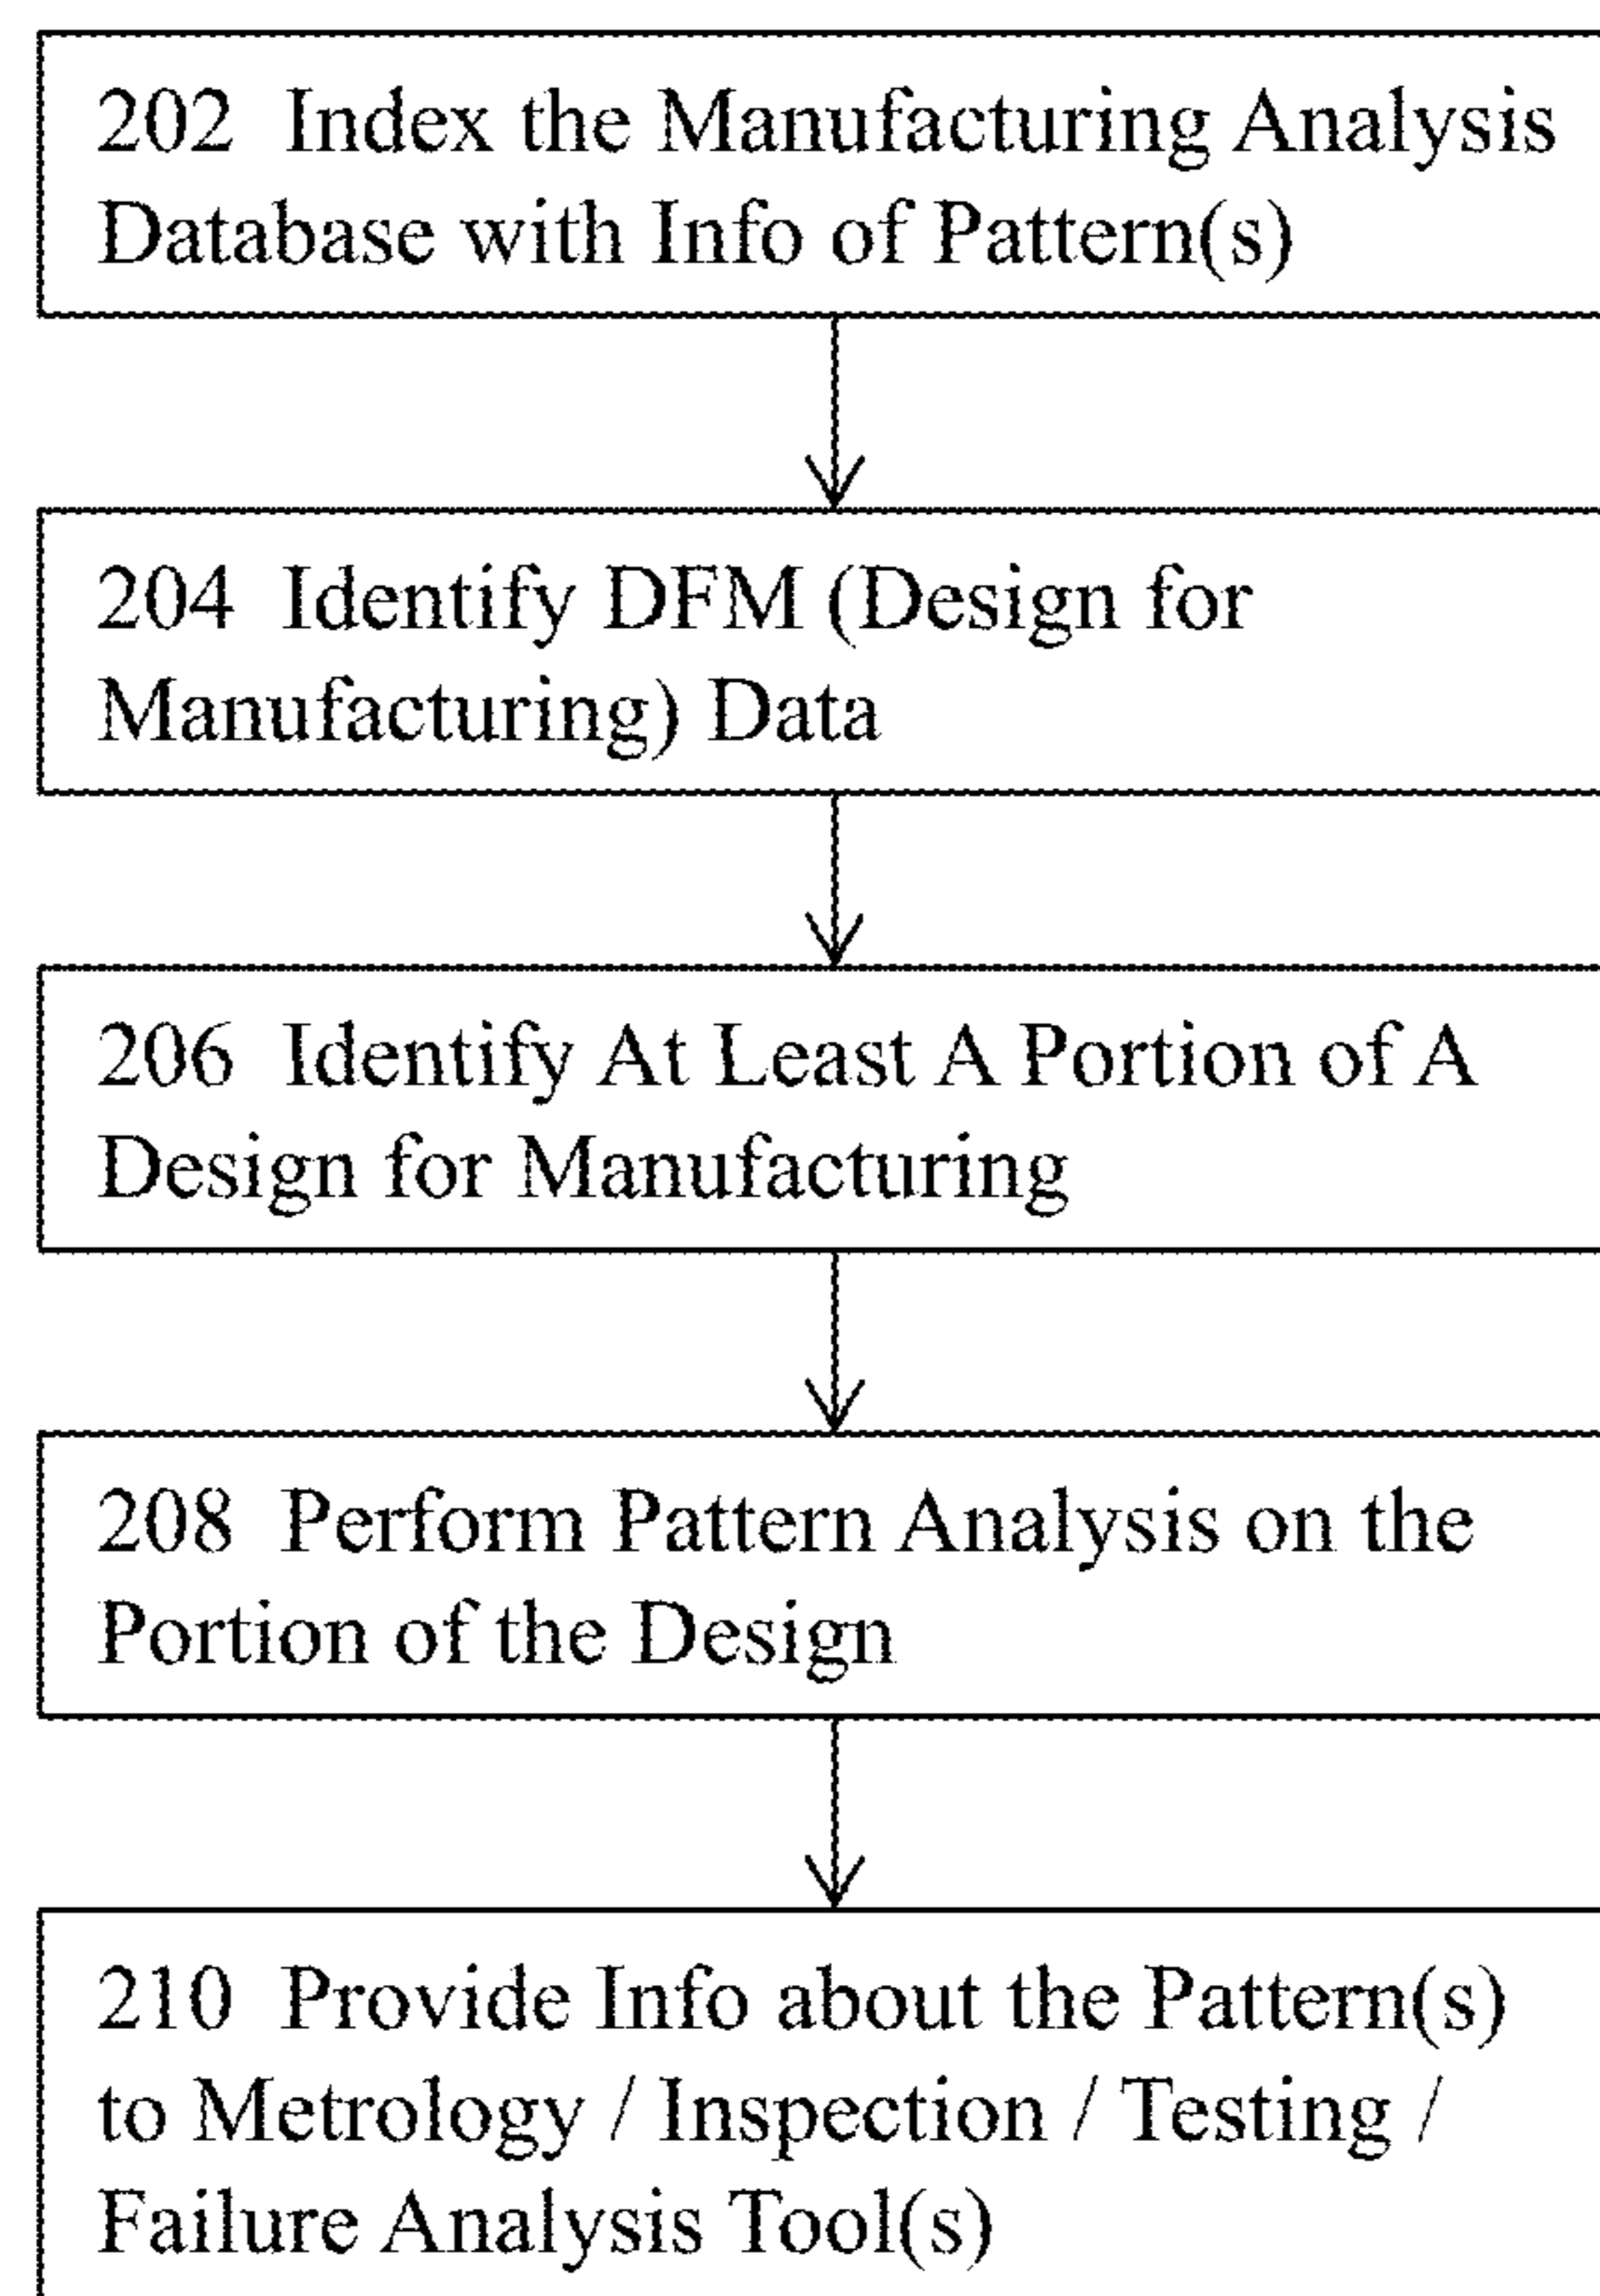 202 Index the Manufacturing Analysis
Database with Info of Pattern(s)
204 Identify DFM (Design for
Manufacturing) Data
206 Identify At Least A Portion of A
Design for Manufacturing
208 Perform Pattern Analysis on the
Portion of the Design
210 Provide Info about the Pattern(s)
to Metrology / Inspection / Testing /
Failure Analysis Tool(s)